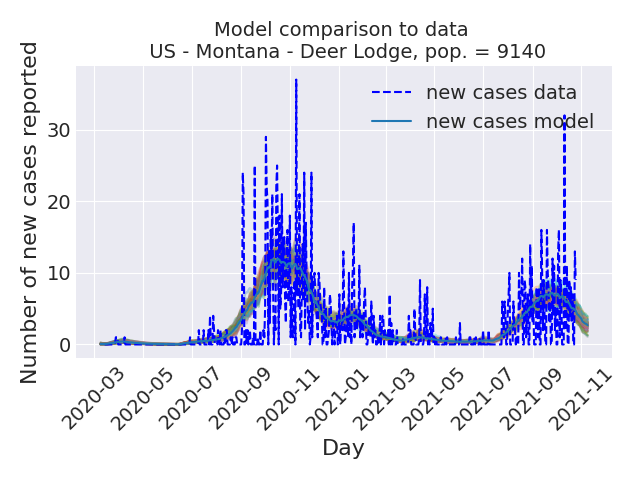 Model comparison to data
US - Montana - Deer Lodge, pop. = 9140
new cases data
new cases model
Number of new cases reported
30
20
10
0
2020-03
2020-05
2020-07
2020-09
2020-11
2021-01
2021-03
2021-05
2021-07
2021-09
2021-11
Day